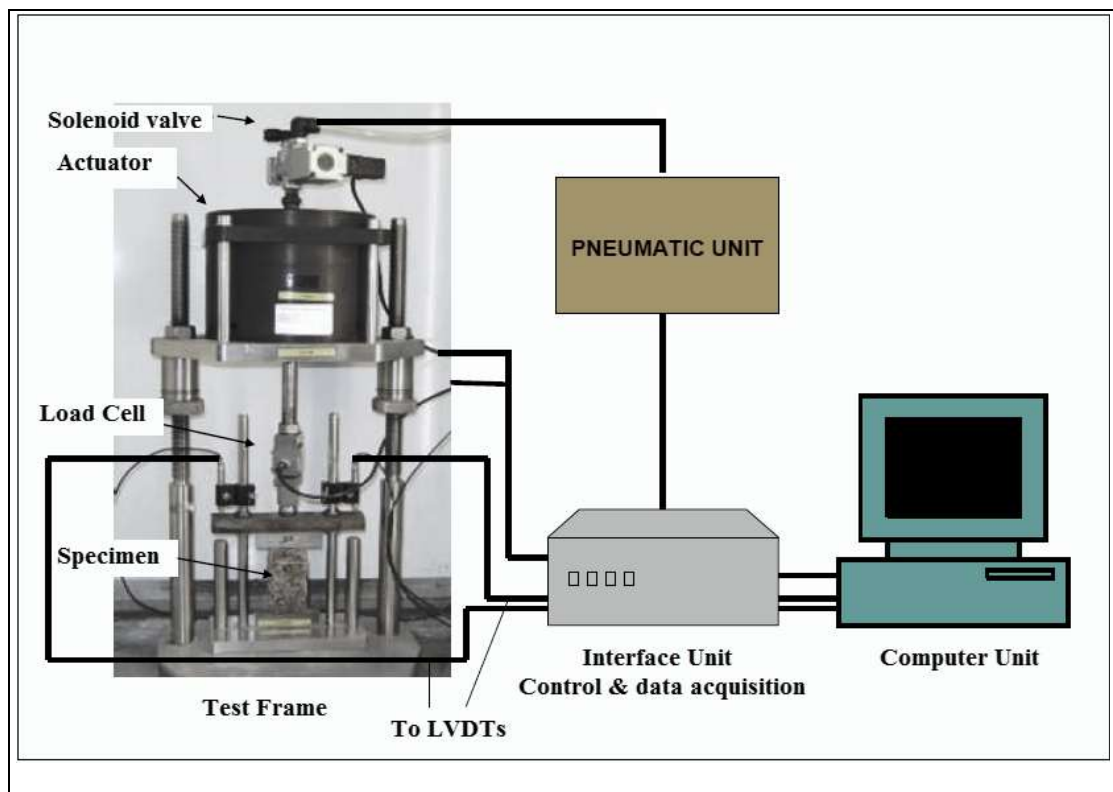 Solenoid valve
Actuator
PNEUMATIC UNIT
Load Cell
Specimen
Interface Unit
Control & data acquisition
Computer Unit
Test Frame
To LVDTs